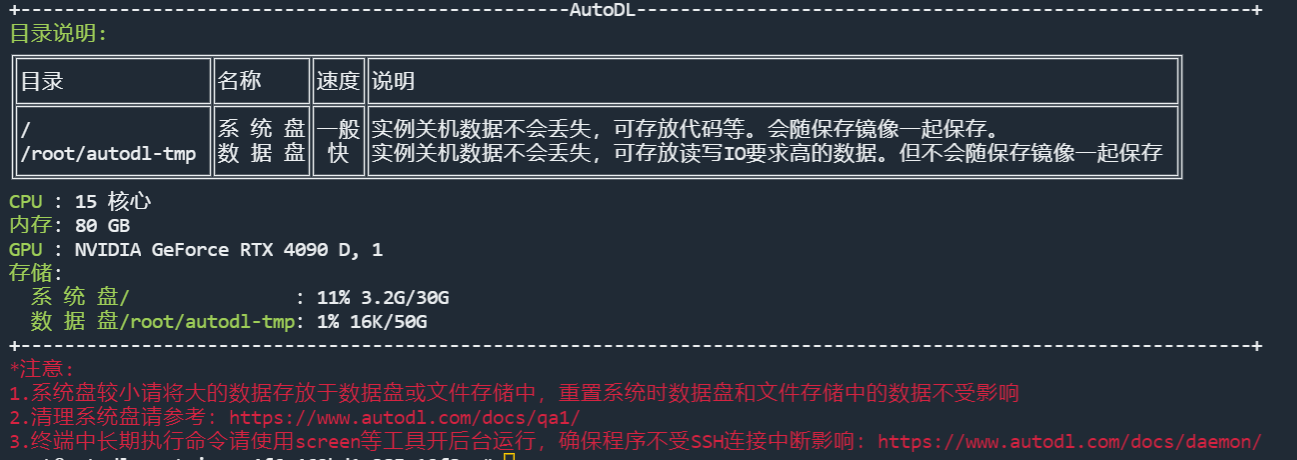 +--------------------------------------------------AutoDL--------------------------------------------------------+
目录说明:
目录 名称 速度 说明
/ 系 统 盘 一般 实例关机数据不会丢失，可存放代码等。会随保存镜像一起保存。
/root/autodl-tmp 数 据 盘 快 实例关机数据不会丢失，可存放读写IO要求高的数据。但不会随保存镜像一起保存
CPU : 15 核心
内存: 80 GB
GPU : NVIDIA GeForce RTX 4090 D, 1
存储:
系 统 盘/ : 11% 3.2G/30G
数 据 盘/root/autodl-tmp: 1% 16K/50G
+----------------------------------------------------------------------------------------------------------------+
*注意:
1.系统盘较小请将大的数据存放于数据盘或文件存储中，重置系统时数据盘和文件存储中的数据不受影响
2.清理系统盘请参考：https://www.autodl.com/docs/qa1/
3.终端中长期执行命令请使用screen等工具开后台运行，确保程序不受SSH连接中断影响：https://www.autodl.com/docs/daemon/